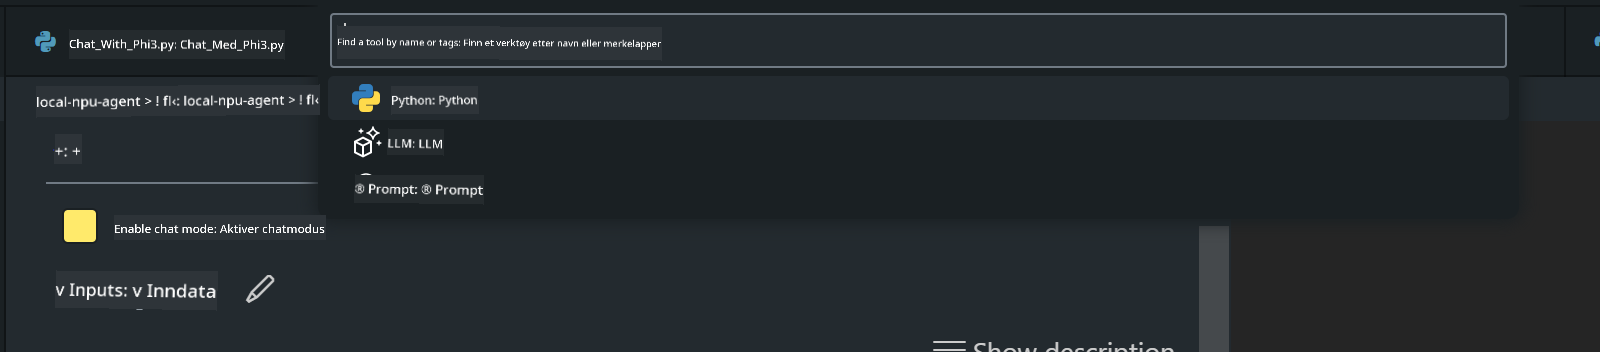 Chat_With_Phi3.py: Chat_Med_Phi3.py
Find a tool by name or tags: Finn et verktøy etter navn eller merkelapper
local-npu-agent > ! fl‹: local-npu-agent > ! fl‹
Python: Python
+: +
LLM: LLM
® Prompt: ® Prompt
Enable chat mode: Aktiver chatmodus
v Inputs: v Inndata
Show description